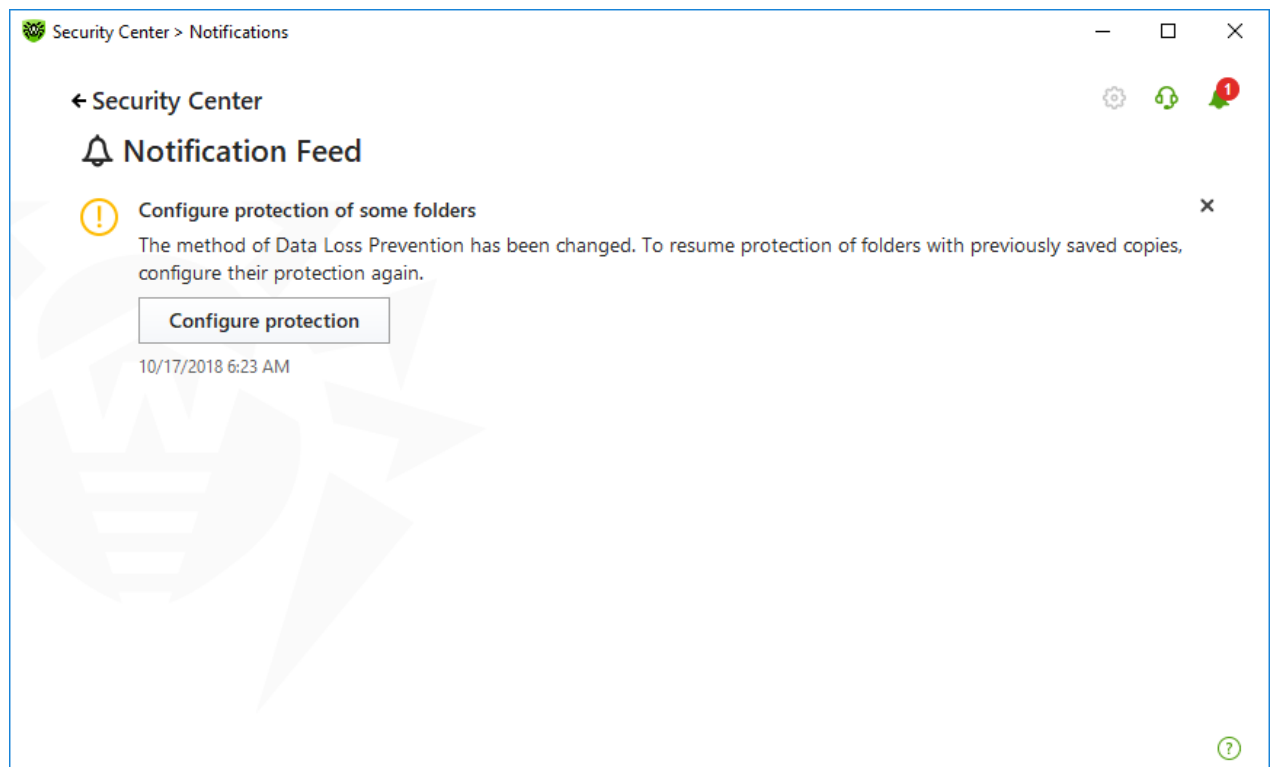 Security Center > Notifications
Security Center
1
Notification Feed
Configure protection of some folders
The method of Data Loss Prevention has been changed. To resume protection of folders with previously saved copies,
configure their protection again.
Configure protection
10/17/2018 6:23 AM
?